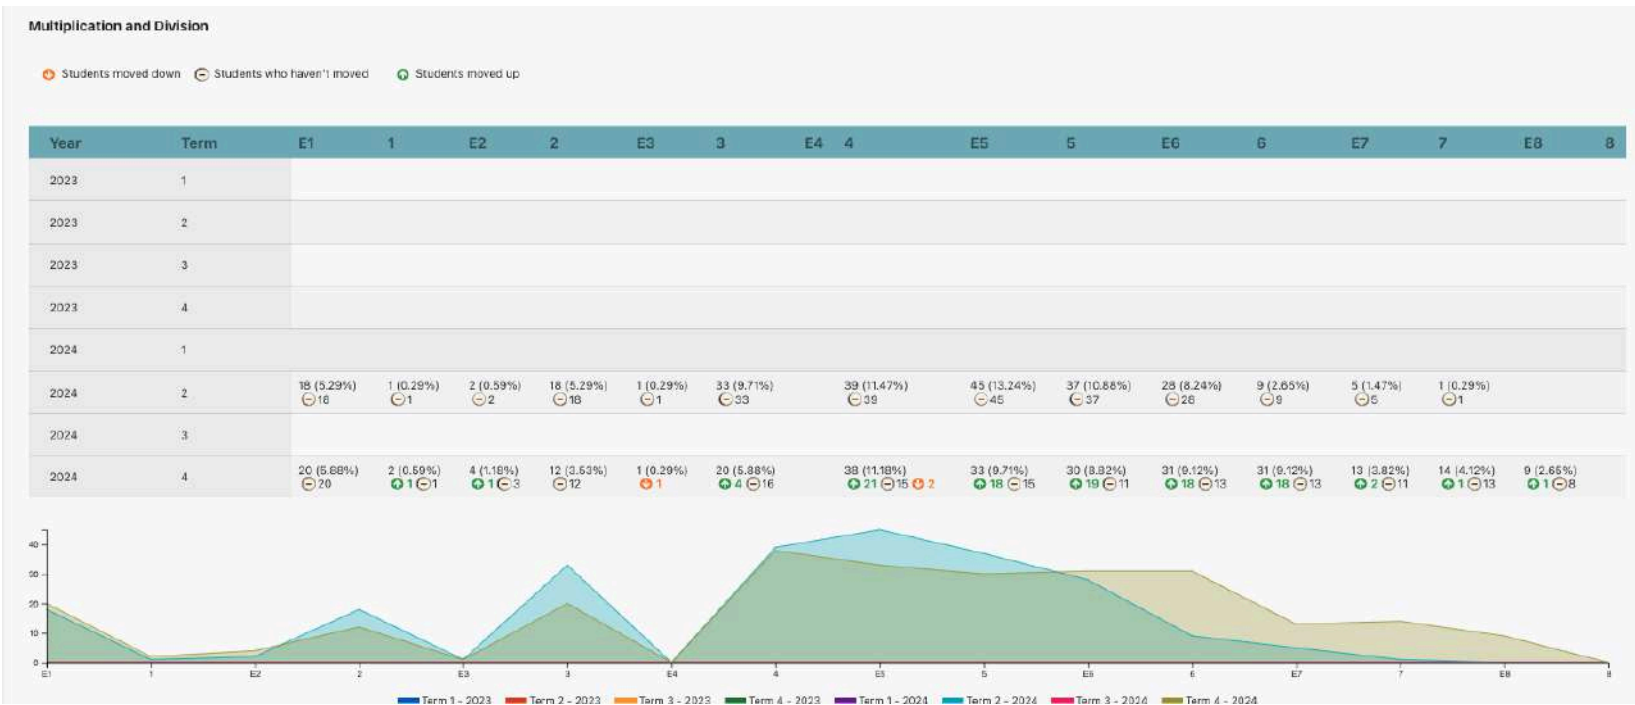 Multiplication and Division
Students moved down Students who haven't moved Students moved up
Year Term E1 1 E2 2 E3 3 E4 4 E5 5 E6 6 E7 7 E8 8
2023 1
2023 2
2023 3
2023 4
2024 1
18 (5.29%) 1 (0.29%) 2 (0.59%) 18 (5.29%) 1 (0.29%) 33 (9.71%) 39 (11.47%) 45 (13.24%) 37 (10.88%) 28 (8.24%) 9 (2.65%) 5 (1.47%) 1 (0.29%)
2024 2 18 1 2 18 1 33 39 45 37 28 9 5 1
2024 3
20 (5.88%) 2 (0.59%) 4 (1.18%) 12 (3.53%) 1 (0.29%) 20 (5.88%) 38 (11.18%) 33 (9.71%) 30 (8.82%) 31 (9.12%) 31 (9.12%) 13 (3.82%) 14 (4.12%) 9 (2.65%)
2024 4 20 1 1 1 3 12 1 4 16 21 15 2 18 15 19 11 18 13 18 13 2 11 1 13 1 8
40
30
20
10
0
E1 1 E2 2 E3 3 E4 4 E5 5 E6 6 E7 7 E8 8
Term 1 - 2023 Term 2 - 2023 Term 3 - 2023 Term 4 - 2023 Term 1 - 2024 Term 2 - 2024 Term 3 - 2024 Term 4 - 2024